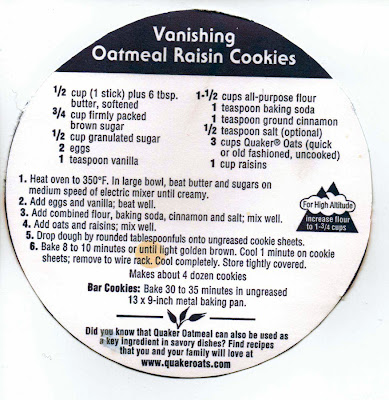 Vanishing
Oatmeal Raisin Cookies
1/2 cup (1 stick) plus 6 tbsp.
butter, softened
3/4 cup firmly packed
brown sugar
1/2 cup granulated sugar
2 eggs
1 teaspoon vanilla
1-1/2 cups all-purpose flour
1 teaspoon baking soda
1 teaspoon ground cinnamon
1/2 teaspoon salt (optional)
3 cups Quaker® Oats (quick
or old fashioned, uncooked)
1 cup raisins
1. Heat oven to 350°F. In large bowl, beat butter and sugars on
medium speed of electric mixer until creamy.
2. Add eggs and vanilla; beat well.
3. Add combined flour, baking soda, cinnamon and salt; mix well.
4. Add oats and raisins; mix well.
5. Drop dough by rounded tablespoonfuls onto ungreased cookie sheets.
6. Bake 8 to 10 minutes or until light golden brown. Cool 1 minute on cookie
sheets; remove to wire rack. Cool completely. Store tightly covered.
Makes about 4 dozen cookies
For High Altitude
Increase flour
to 1-3/4 cups
Bar Cookies: Bake 30 to 35 minutes in ungreased
13 x 9-inch metal baking pan.
Did you know that Quaker Oatmeal can also be used as
a key ingredient in savory dishes? Find recipes
that you and your family will love at
www.quakeroats.com